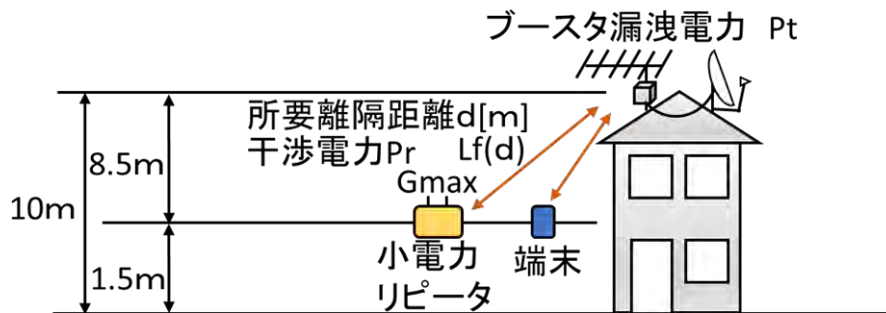 ブースタ漏洩電力 Pt
所要離隔距離d[m]
干渉電力Pr Lf(d)
Gmax
8.5m
10m
1.5m
小電力
リピータ
端末